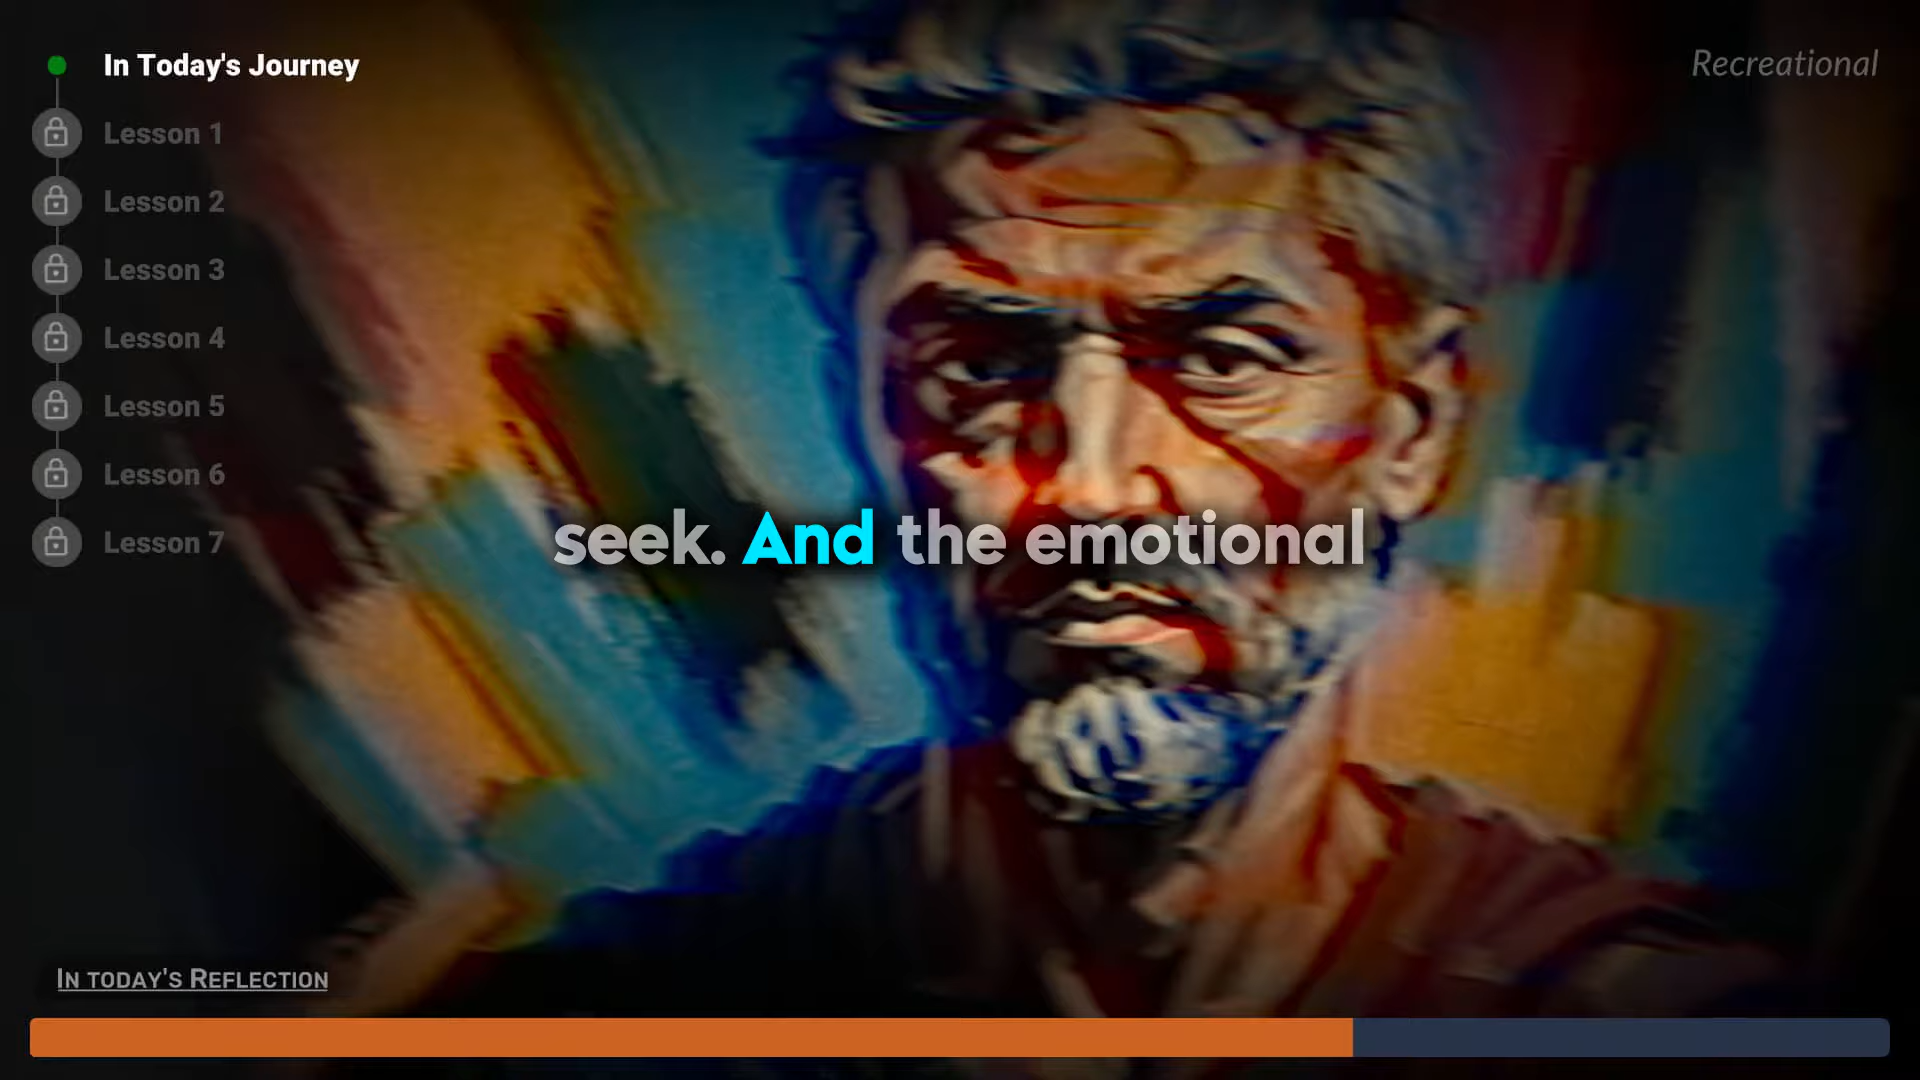 In Today's Journey
Recreational
Lesson 1
Lesson 2
Lesson 3
Lesson 4
Lesson 5
Lesson 6
Lesson 7
seek. And the emotional
In today's Reflection